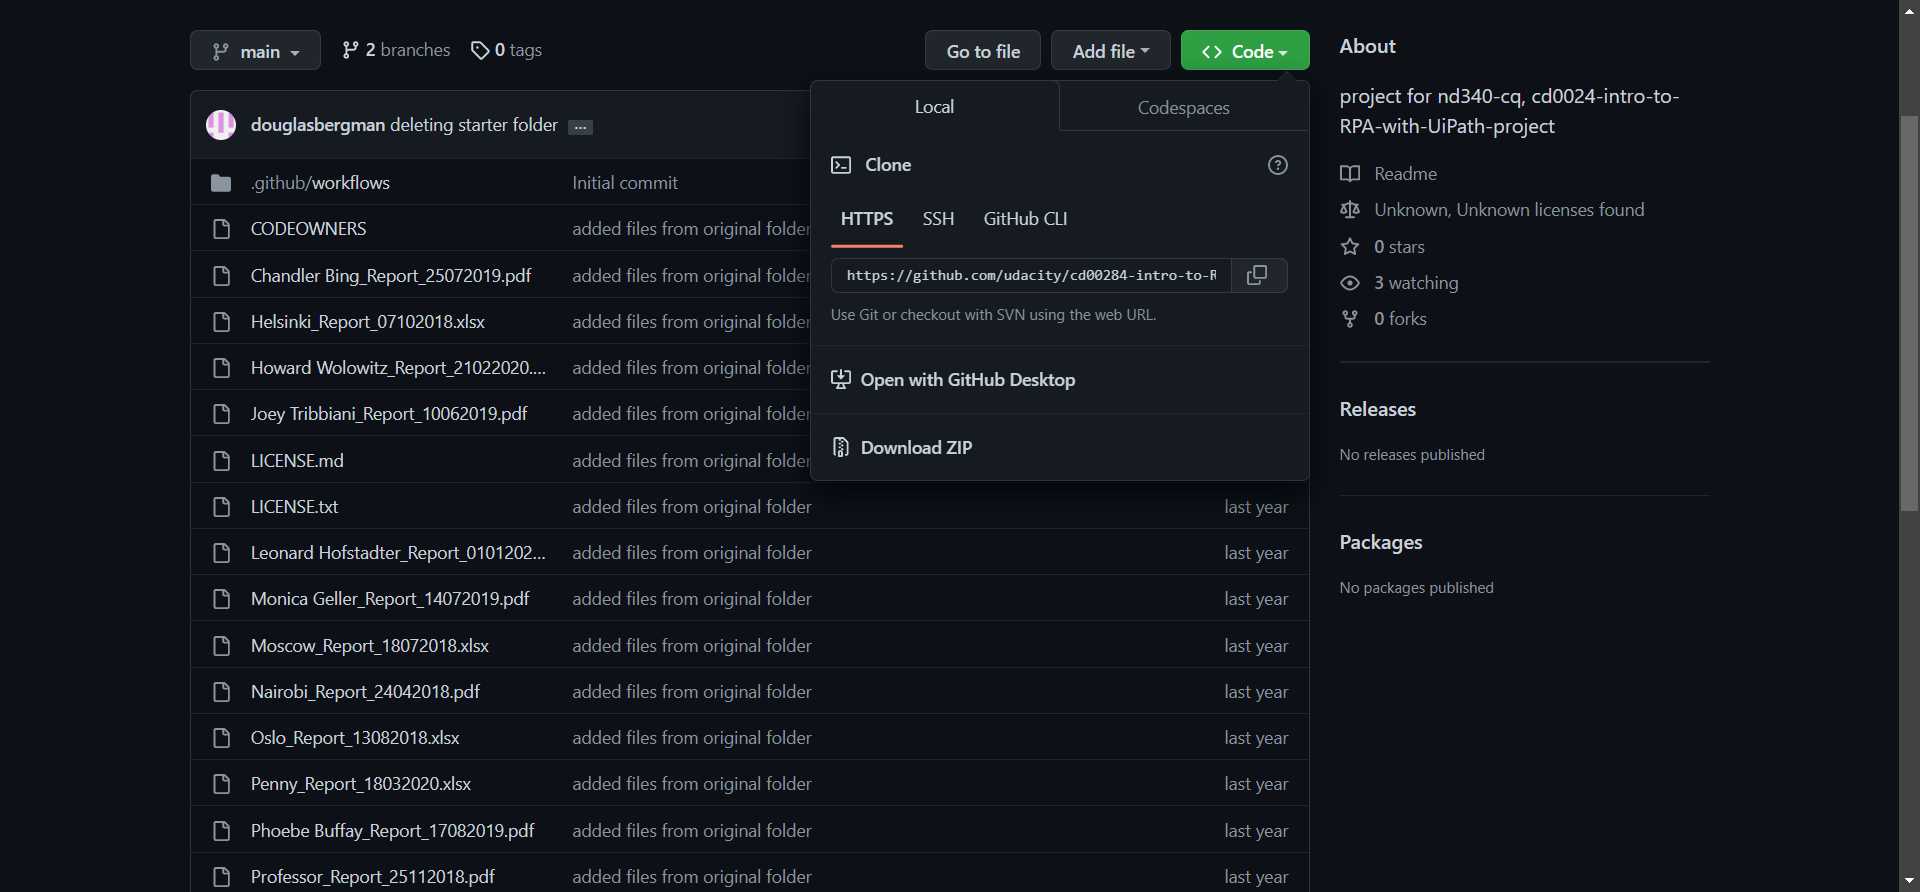 main
2 branches
0 tags
Go to file
Add file
Code
douglasbergman deleting starter folder ...
Local
Codespaces
Clone
HTTPS
SSH
GitHub CLI
https://github.com/udacity/cd00284-intro-to-R
Use Git or checkout with SVN using the web URL.
Open with GitHub Desktop
Download ZIP
.github/workflows Initial commit
CODEOWNERS added files from original folder
Chandler Bing_Report_25072019.pdf added files from original folder
Helsinki_Report_07102018.xlsx added files from original folder
Howard Wolowitz_Report_21022020.... added files from original folder
Joey Tribbiani_Report_10062019.pdf added files from original folder
LICENSE.md added files from original folder
LICENSE.txt added files from original folder last year
Leonard Hofstadter_Report_0101202... added files from original folder last year
Monica Geller_Report_14072019.pdf added files from original folder last year
Moscow_Report_18072018.xlsx added files from original folder last year
Nairobi_Report_24042018.pdf added files from original folder last year
Oslo_Report_13082018.xlsx added files from original folder last year
Penny_Report_18032020.xlsx added files from original folder last year
Phoebe Buffay_Report_17082019.pdf added files from original folder last year
Professor_Report_25112018.pdf added files from original folder last year
About
project for nd340-cq, cd0024-intro-to-
RPA-with-UiPath-project
Readme
Unknown, Unknown licenses found
0 stars
3 watching
0 forks
Releases
No releases published
Packages
No packages published